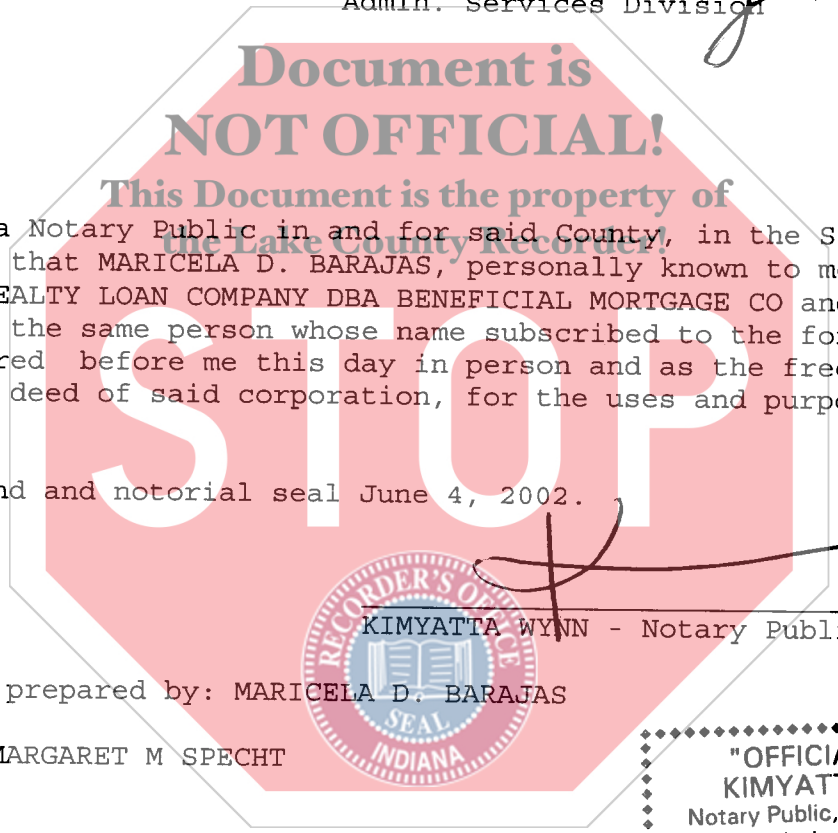 Admin. Services Division
Document is
NOT OFFICIAL!
This Document is the property of
the Lake County Recorder!
a Notary Public in and for said County, in the S
that MARICELA D. BARAJAS, personally known to m
EALTY LOAN COMPANY DBA BENEFICIAL MORTGAGE CO and
the same person whose name subscribed to the fo
red before me this day in person and as the free
deed of said corporation, for the uses and purpo
STOP
nd and notorial seal June 4, 2002.
RECORDER'S OFFICE
SEAL
INDIANA
KIMYATTA WYNN - Notary Publi
prepared by: MARICELA D. BARAJAS
MARGARET M SPECHT
"OFFICIA
KIMYATT
Notary Public,